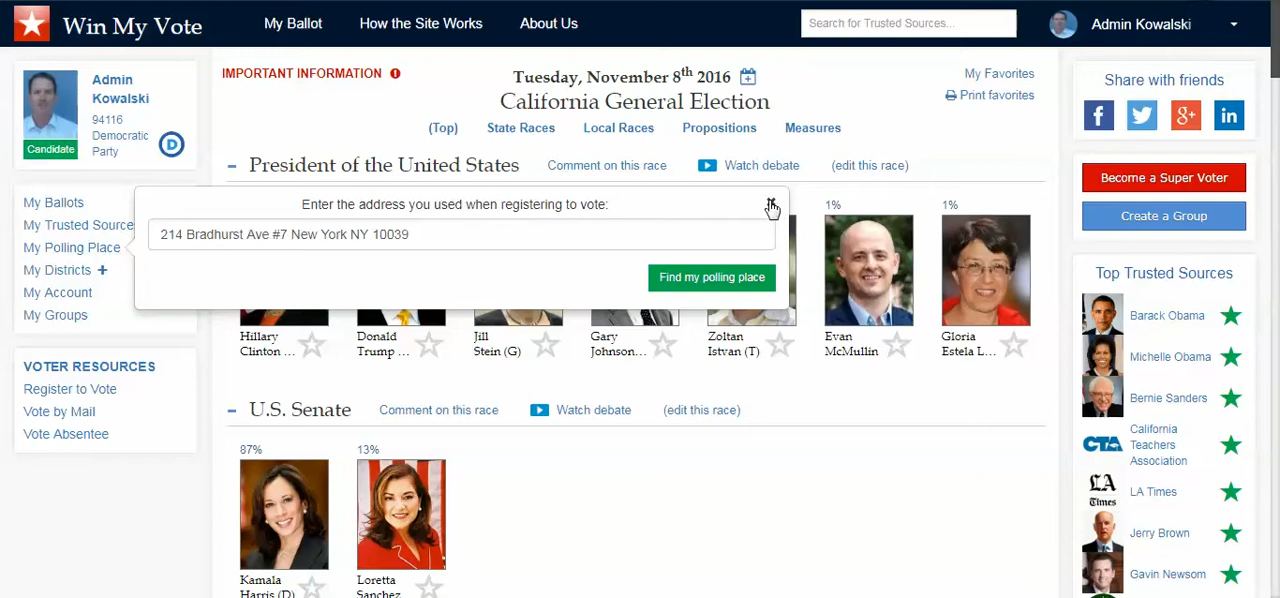 Win My Vote
My Ballot
How the Site Works
About Us
Search for Trusted Sources...
Admin Kowalski
Admin
Kowalski
94116
Democratic
Party
D
Candidate
My Ballots
My Trusted Source
My Polling Place
My Districts +
My Account
My Groups
VOTER RESOURCES
Register to Vote
Vote by Mail
Vote Absentee
IMPORTANT INFORMATION
Tuesday, November 8th 2016
California General Election
My Favorites
Print favorites
(Top)
State Races
Local Races
Propositions
Measures
President of the United States
Comment on this race
Watch debate
(edit this race)
Enter the address you used when registering to vote:
214 Bradhurst Ave #7 New York NY 10039
Find my polling place
1%
1%
Hillary
Clinton ...
Donald
Trump ...
Jill
Stein (G)
Gary
Johnson...
Zoltan
Istvan (T)
Evan
McMullin
Gloria
Estela L...
U.S. Senate
Comment on this race
Watch debate
(edit this race)
87%
13%
Kamala
Harris (D)
Loretta
Sanchez
Share with friends
f
g+
in
Become a Super Voter
Create a Group
Top Trusted Sources
Barack Obama
Michelle Obama
Bernie Sanders
CTA
California
Teachers
Association
LA
Times
LA Times
Jerry Brown
Gavin Newsom